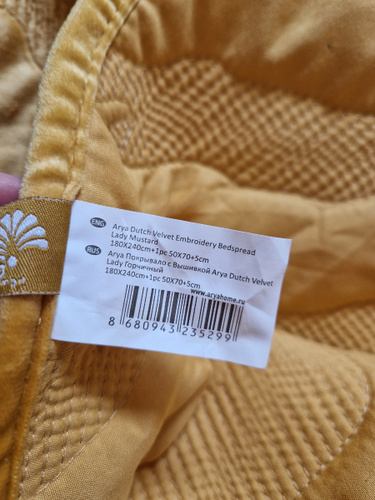 ENG Arya Dutch Velvet Embroidery Bedspread
Lady Mustard
180X240cm+1pc 50X70+5cm
RUS Arya Покрывало с Вышивкой Arya Dutch Velvet
Lady Горчичный
180X240cm+1pc 50X70+5cm
www.aryahome.ru
8 680943 235299